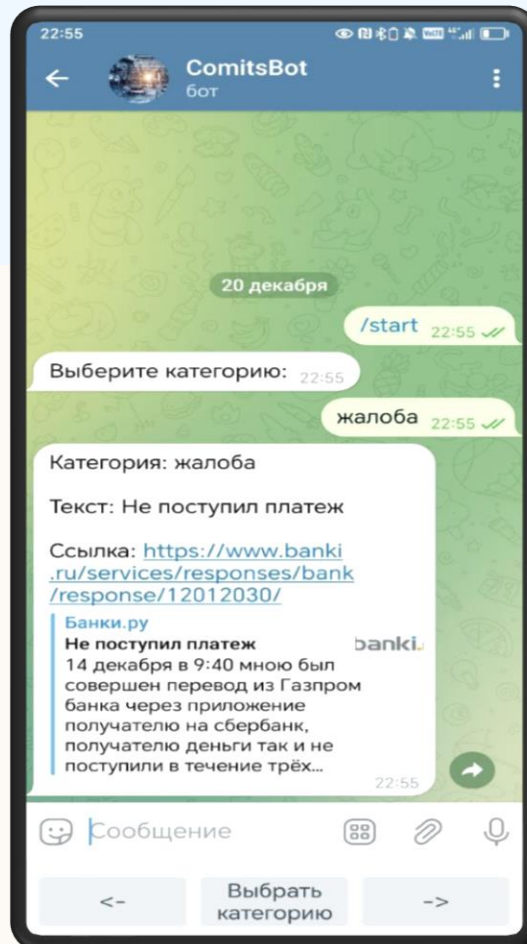 22:55
ComitsBot
бот
20 декабря
/start 22:55
Выберите категорию: 22:55
жалоба 22:55
Категория: жалоба
Текст: Не поступил платеж
Ссылка: https://www.banki
.ru/services/responses/bank
/response/12012030/
Банки.ру
Не поступил платеж
banki.
14 декабря в 9:40 мною был
совершен перевод из Газпром
банка через приложение
получателю на сбербанк,
получателю деньги так и не
поступили в течение трёх...
22:55
Сообщение
<- Выбрать ->
категорию